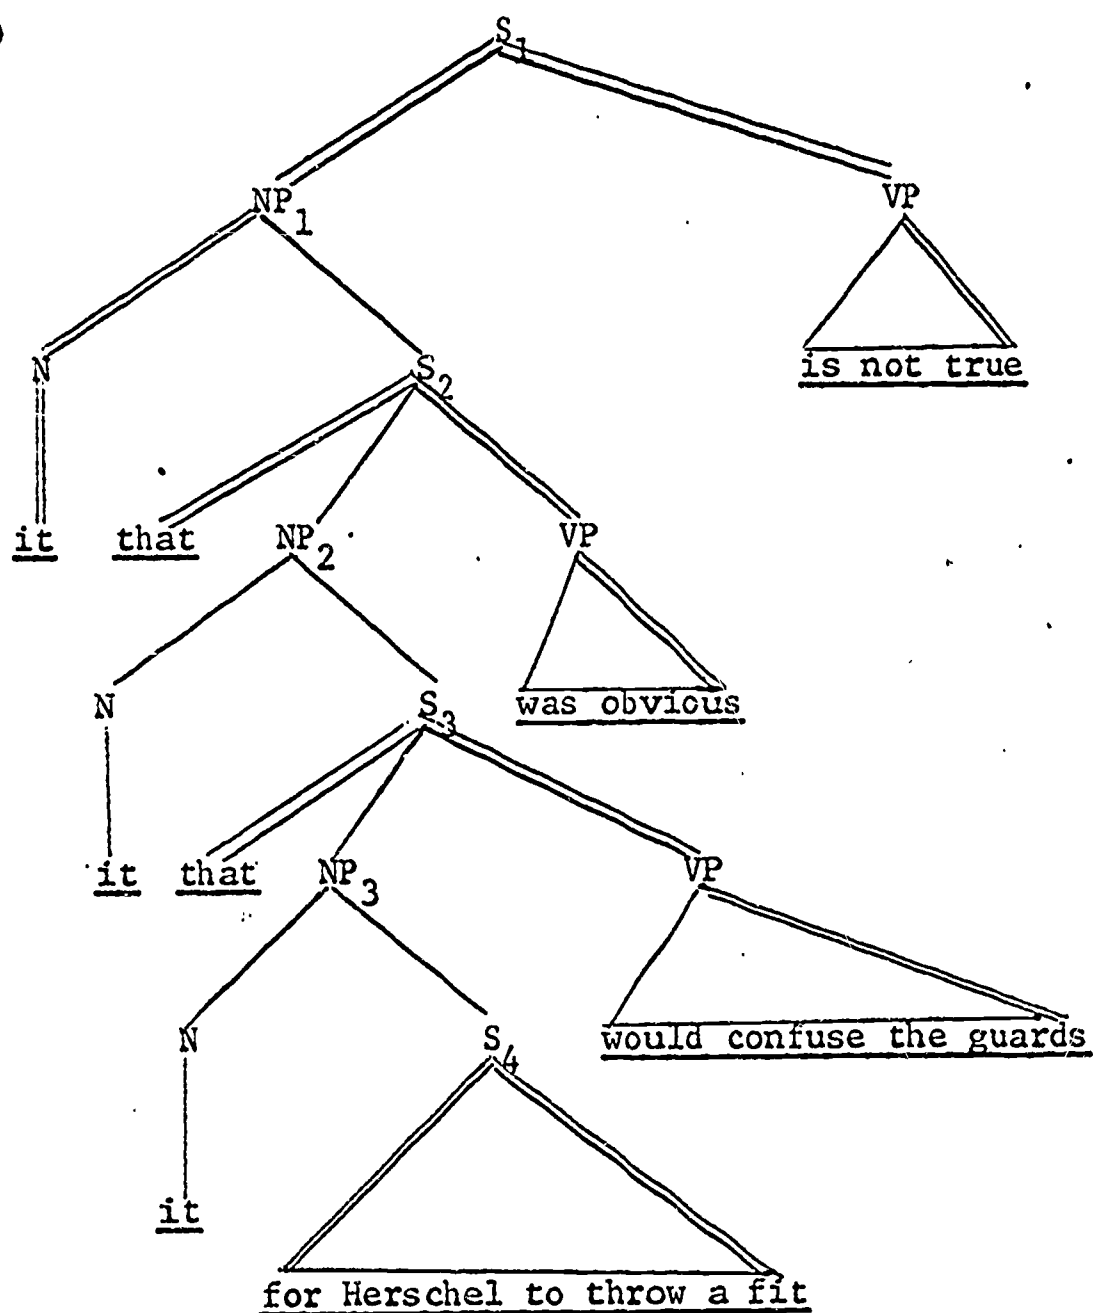 S1
NP1 VP
N S2 is not true
it that NP2 VP
N S3 was obvious
it that NP3 VP
N S4 would confuse the guards
it
for Herschel to throw a fit